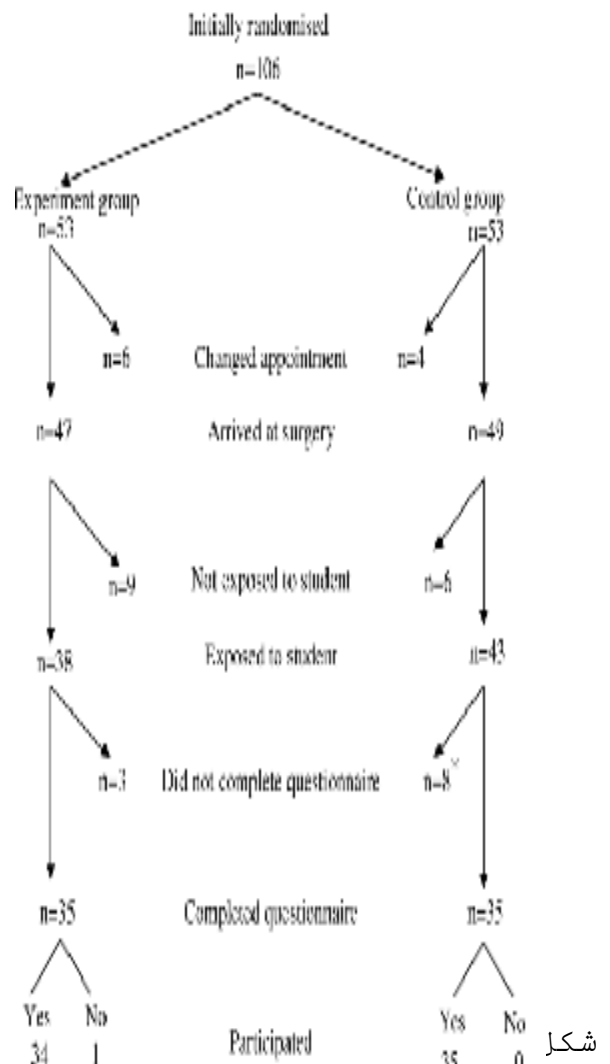 Initially randomised
n=106
Experiment group
n=53
Control group
n=53
n=6 Changed appointment n=4
n=47 Arrived at surgery n=49
n=9 Not exposed to student n=6
n=38 Exposed to student n=43
n=3 Did not complete questionnaire n=8
n=35 Completed questionnaire n=35
Yes No Yes No
34 1 Participated 35 0
شکل